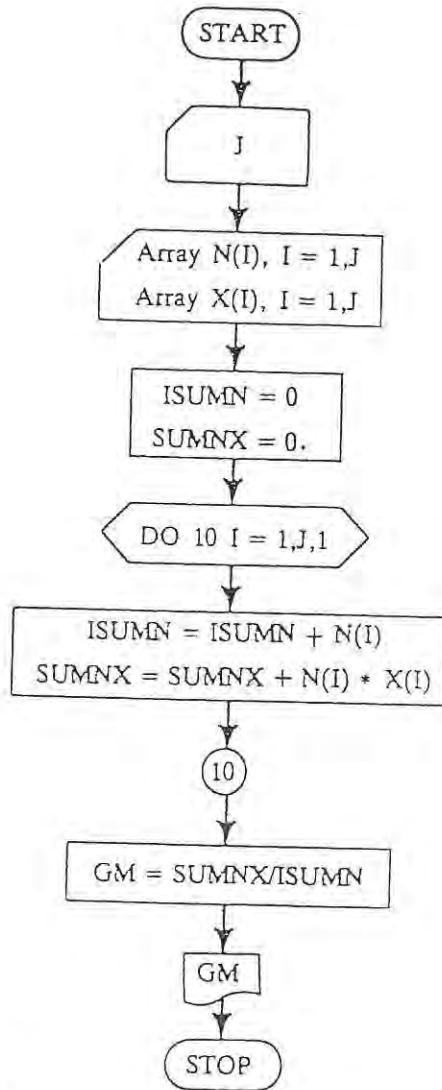 START
J
Array N(I), I = 1,J
Array X(I), I = 1,J
ISUMN = 0
SUMNX = 0.
DO 10 I = 1,J,1
ISUMN = ISUMN + N(I)
SUMNX = SUMNX + N(I) * X(I)
10
GM = SUMNX/ISUMN
GM
STOP